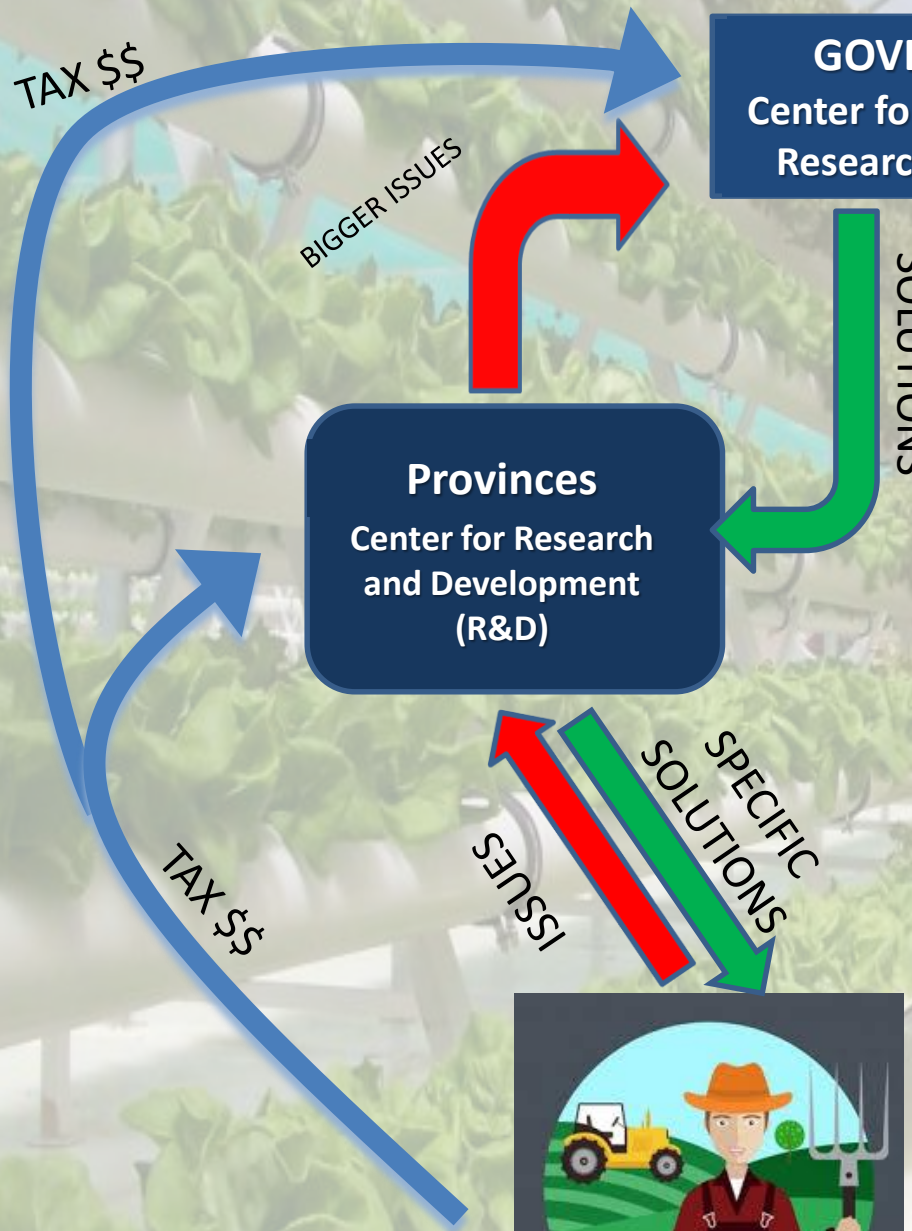 TAX $$
GOV
Center fo
Researc
BIGGER ISSUES
SOLUTIONS
Provinces
Center for Research
and Development
(R&D)
SPECIFIC
SOLUTIONS
ISSUES
TAX $$